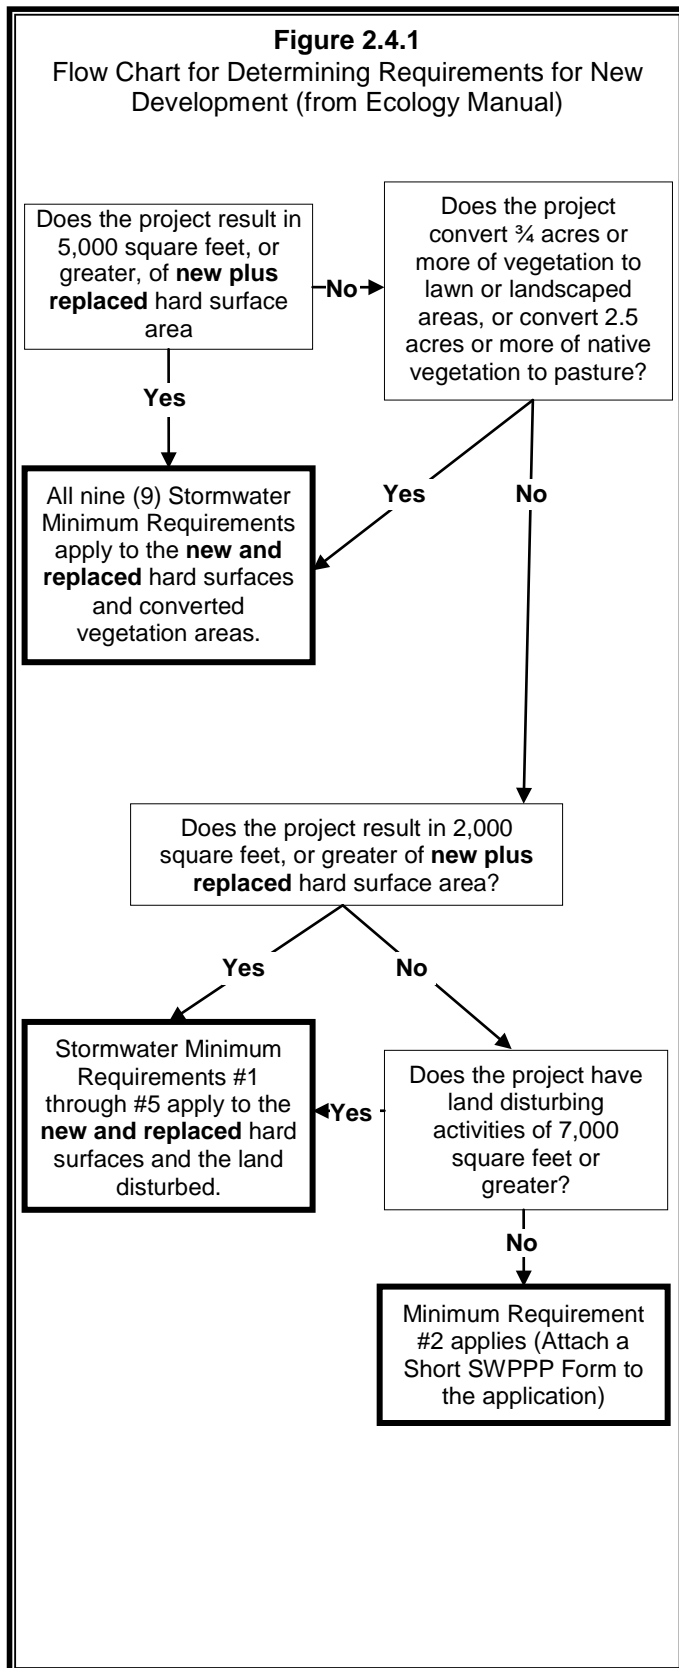 Figure 2.4.1
Flow Chart for Determining Requirements for New
Development (from Ecology Manual)
Does the project result in
5,000 square feet, or
greater, of new plus
replaced hard surface
area
No
Does the project
convert ¾ acres or
more of vegetation to
lawn or landscaped
areas, or convert 2.5
acres or more of native
vegetation to pasture?
Yes
All nine (9) Stormwater
Minimum Requirements
apply to the new and
replaced hard surfaces
and converted
vegetation areas.
Yes
No
Does the project result in 2,000
square feet, or greater of new plus
replaced hard surface area?
Yes
No
Stormwater Minimum
Requirements #1
through #5 apply to the
new and replaced hard
surfaces and the land
disturbed.
Yes
Does the project have
land disturbing
activities of 7,000
square feet or
greater?
No
Minimum Requirement
#2 applies (Attach a
Short SWPPP Form to
the application)